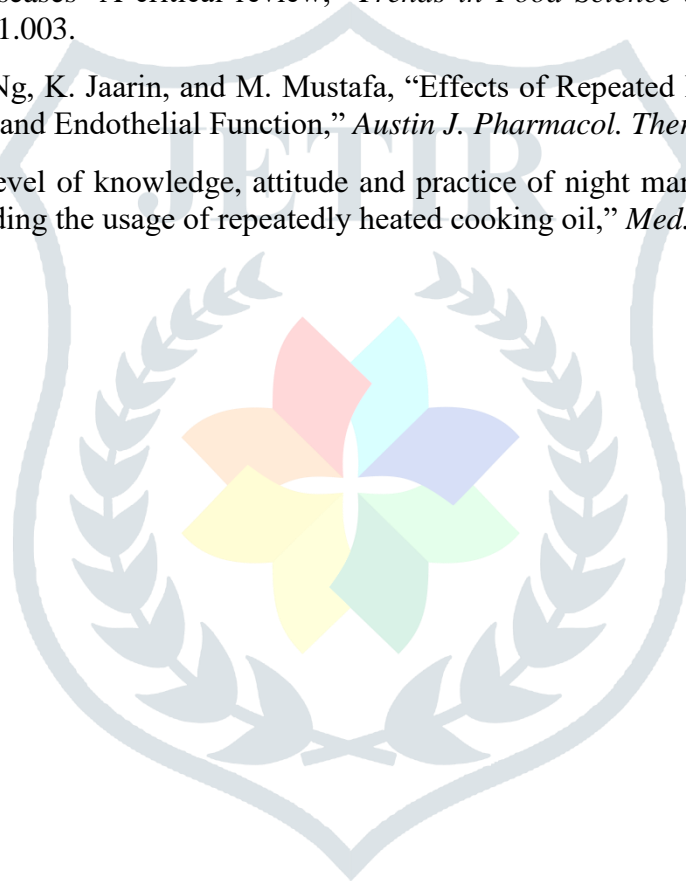 seases–A critical review," Trends in Food Science
1.003.
Ng, K. Jaarin, and M. Mustafa, “Effects of Repeated
and Endothelial Function,” Austin J. Pharmacol. Ther
evel of knowledge, attitude and practice of night mar
ding the usage of repeatedly heated cooking oil,” Med.
JETIR